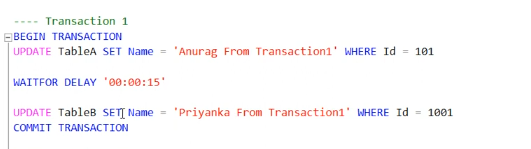 ---- Transaction 1
BEGIN TRANSACTION
UPDATE TableA SET Name = 'Anurag From Transaction1' WHERE Id = 101
WAITFOR DELAY '00:00:15'
UPDATE TableB SET Name = 'Priyanka From Transaction1' WHERE Id = 1001
COMMIT TRANSACTION